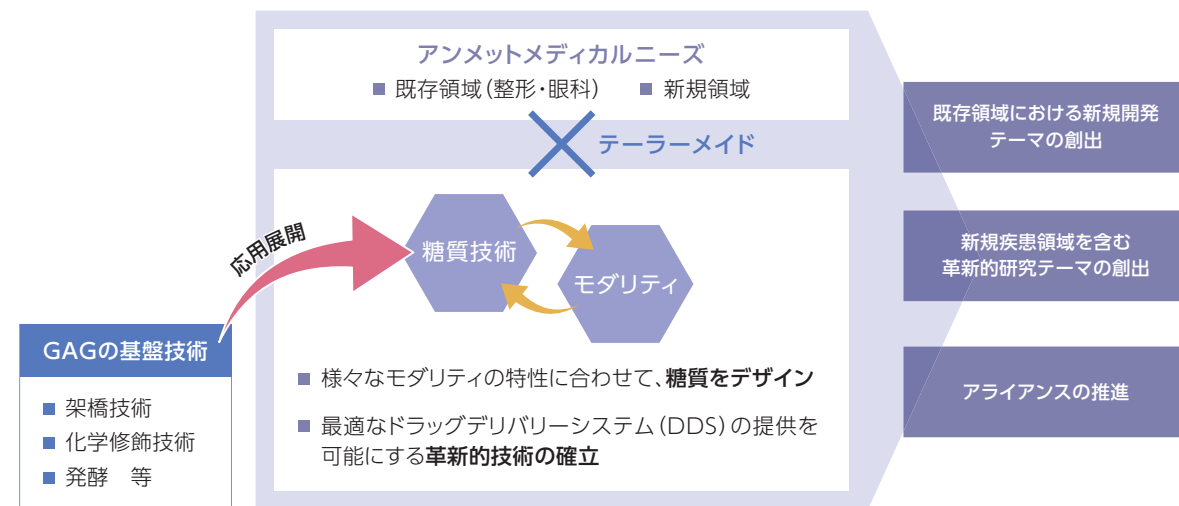 アンメットメディカルニーズ
■ 既存領域(整形・眼科) ■ 新規領域
テーラーメイド
応用展開
糖質技術
モダリティ
GAGの基盤技術
■ 架橋技術
■ 化学修飾技術
■ 発酵 等
■ 様々なモダリティの特性に合わせて、糖質をデザイン
■ 最適なドラッグデリバリーシステム(DDS)の提供を
可能にする革新的技術の確立
既存領域における新規開発
テーマの創出
新規疾患領域を含む
革新的研究テーマの創出
アライアンスの推進